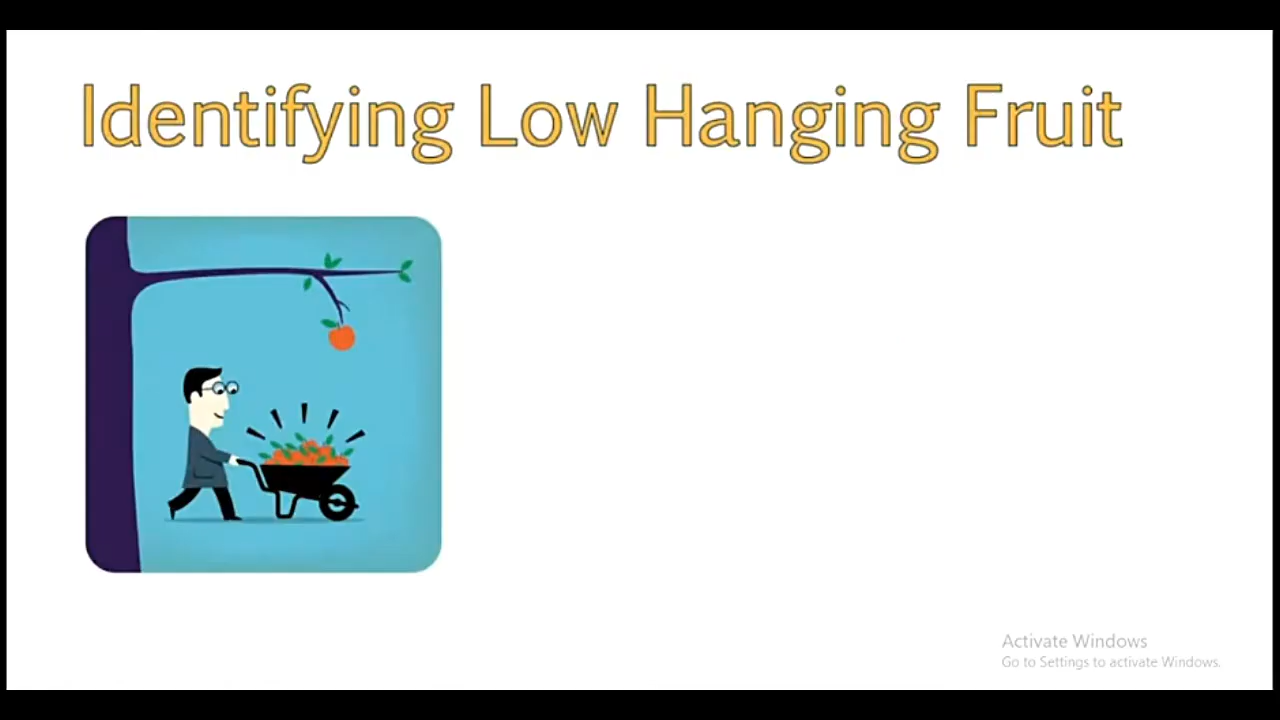 Identifying Low Hanging Fruit
Activate Windows
Go to Settings to activate Windows.